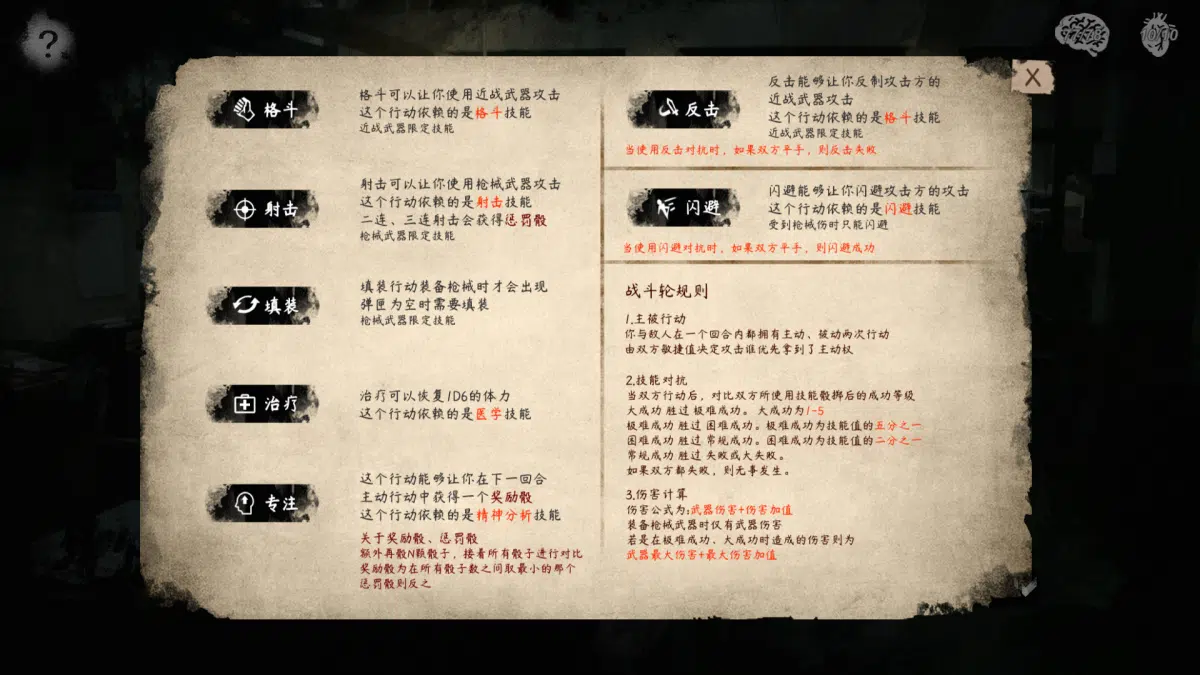 ?
10/10
X
格斗
格斗可以让你使用近战武器攻击
这个行动依赖的是格斗技能
近战武器限定技能
射击
射击可以让你使用枪械武器攻击
这个行动依赖的是射击技能
二连、三连射击会获得惩罚骰
枪械武器限定技能
填装
填装行动装备枪械时才会出现
弹匣为空时需要填装
枪械武器限定技能
治疗
治疗可以恢复1D6的体力
这个行动依赖的是医学技能
专注
这个行动能够让你在下一回合
主动行动中获得一个奖励骰
这个行动依赖的是精神分析技能
关于奖励骰、惩罚骰
额外再骰N颗骰子，接着所有骰子进行对比
奖励骰为在所有骰子数之间取最小的那个
惩罚骰则反之
反击
反击能够让你反制攻击方的
近战武器攻击
这个行动依赖的是格斗技能
近战武器限定技能
当使用反击对抗时，如果双方平手，则反击失败
闪避
闪避能够让你闪避攻击方的攻击
这个行动依赖的是闪避技能
受到枪械伤时只能闪避
当使用闪避对抗时，如果双方平手，则闪避成功
战斗轮规则
1.主被行动
你与敌人在一个回合内都拥有主动、被动两次行动
由双方敏捷值决定攻击谁优先拿到了主动权
2.技能对抗
当双方行动后，对比双方所使用技能骰掷后的成功等级
大成功 胜过 极难成功。大成功为1-5
极难成功 胜过 困难成功。极难成功为技能值的五分之一
困难成功 胜过 常规成功。困难成功为技能值的二分之一
常规成功 胜过 失败或大失败。
如果双方都失败，则无事发生。
3.伤害计算
伤害公式为:武器伤害+伤害加值
装备枪械武器时仅有武器伤害
若是在极难成功、大成功时造成的伤害则为
武器最大伤害+最大伤害加值